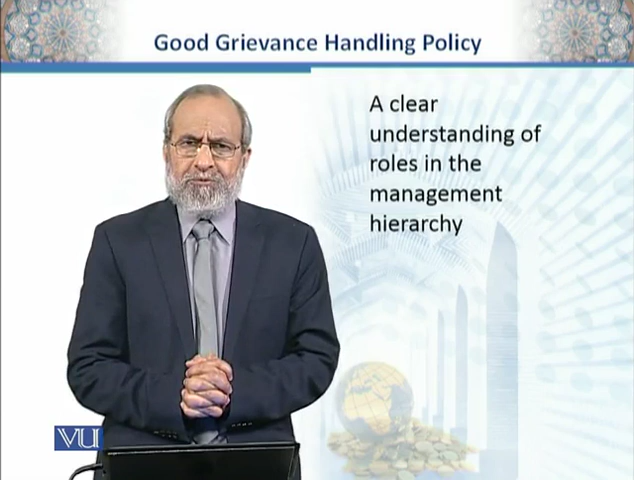 Good Grievance Handling Policy
A clear
understanding of
roles in the
management
hierarchy
VU